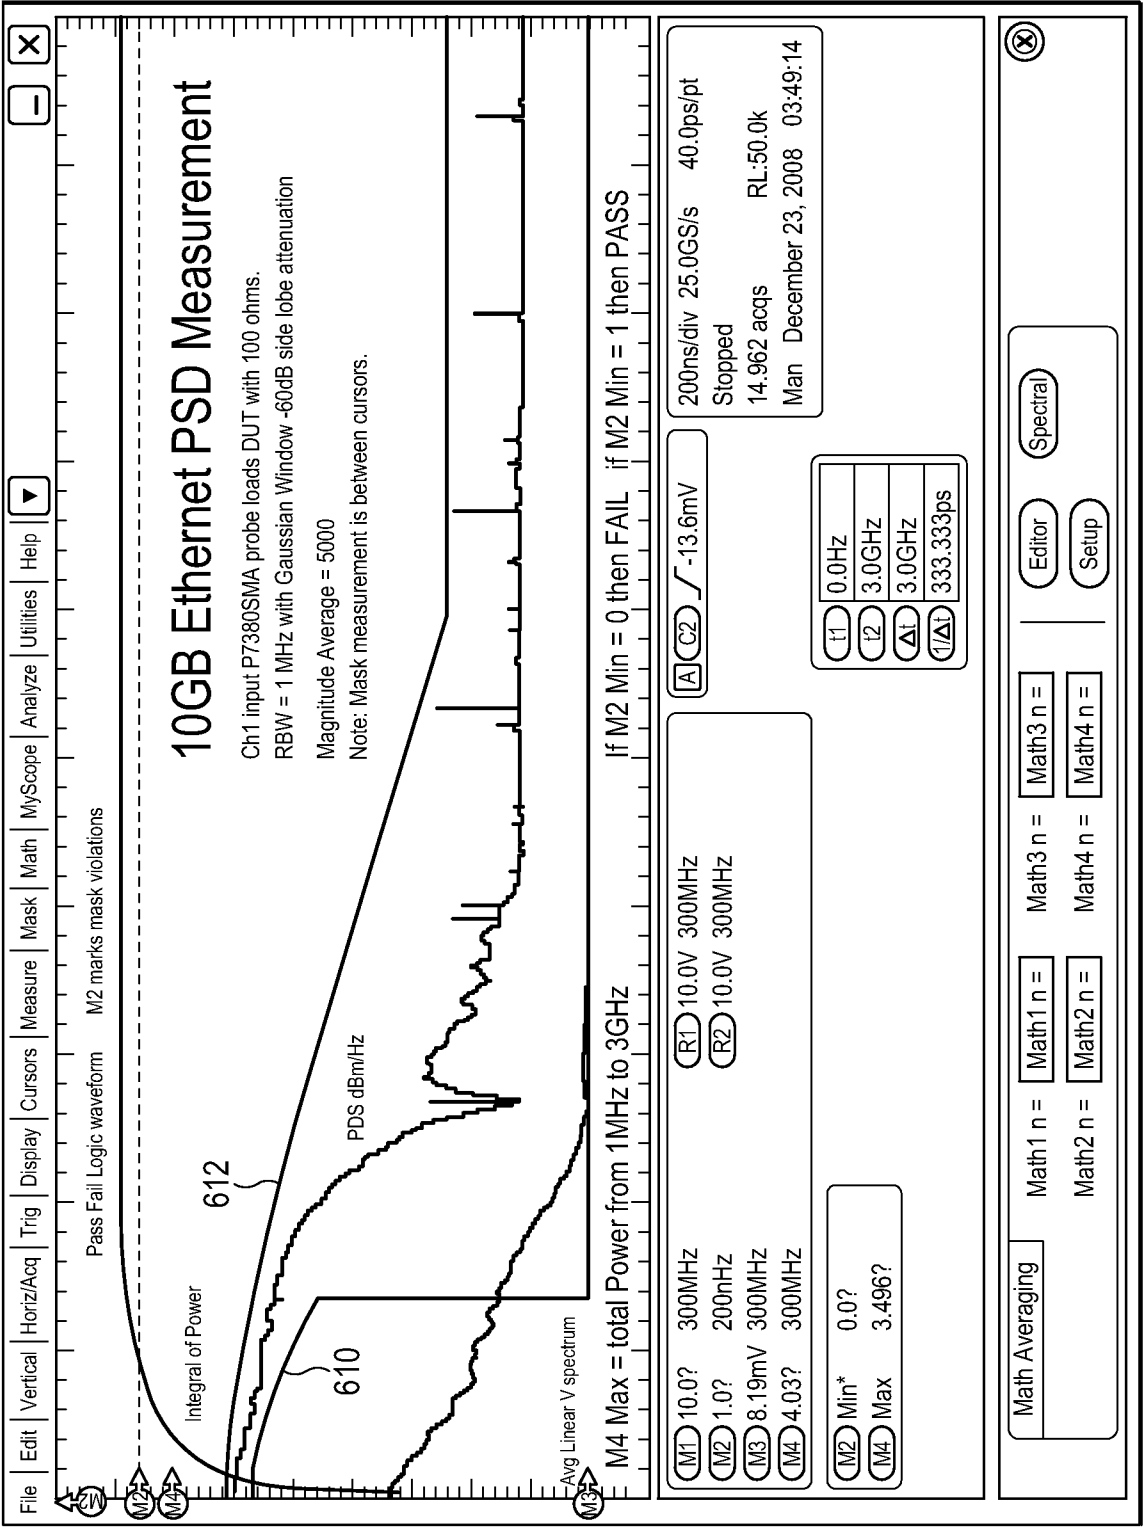 File | Edit | Vertical | Horiz/Acq | Trig | Display | Cursors | Measure | Mask | Math | MyScope | Analyze | Utilities | Help | ▼ – X
M2
Pass Fail Logic waveform M2 marks mask violations
M2
M4
10GB Ethernet PSD Measurement
Integral of Power
612
Ch1 input P7380SMA probe loads DUT with 100 ohms.
RBW = 1 MHz with Gaussian Window -60dB side lobe attenuation
Magnitude Average = 5000
Note: Mask measurement is between cursors.
610
PDS dBm/Hz
Avg Linear V spectrum
M3
M4 Max = total Power from 1MHz to 3GHz If M2 Min = 0 then FAIL if M2 Min = 1 then PASS
M1 10.0? 300MHz
M2 1.0? 200nHz
M3 8.19mV 300MHz
M4 4.03? 300MHz
R1 10.0V 300MHz
R2 10.0V 300MHz
M2 Min* 0.0?
M4 Max 3.496?
A C2 -13.6mV
t1 0.0Hz
t2 3.0GHz
Δt 3.0GHz
1/Δt 333.333ps
200ns/div 25.0GS/s 40.0ps/pt
Stopped
14.962 acqs RL:50.0k
Man December 23, 2008 03:49:14
Math Averaging
X
Math1 n = Math1 n = Math3 n = Math3 n = Editor Spectral
Math2 n = Math2 n = Math4 n = Math4 n = Setup